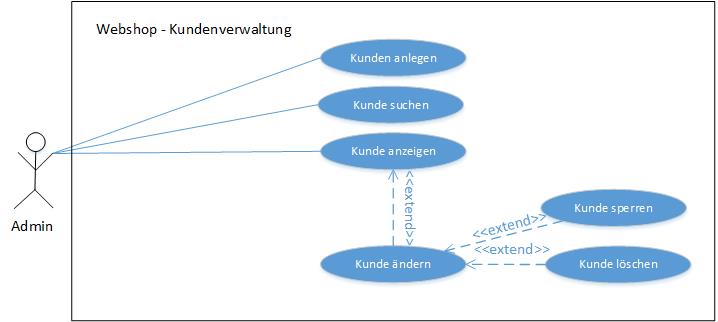 Webshop - Kundenverwaltung
Kunden anlegen
Kunde suchen
Kunde anzeigen
<<extend>>
Kunde sperren
<<extend>>
<<extend>>
Kunde ändern
Kunde löschen
Admin